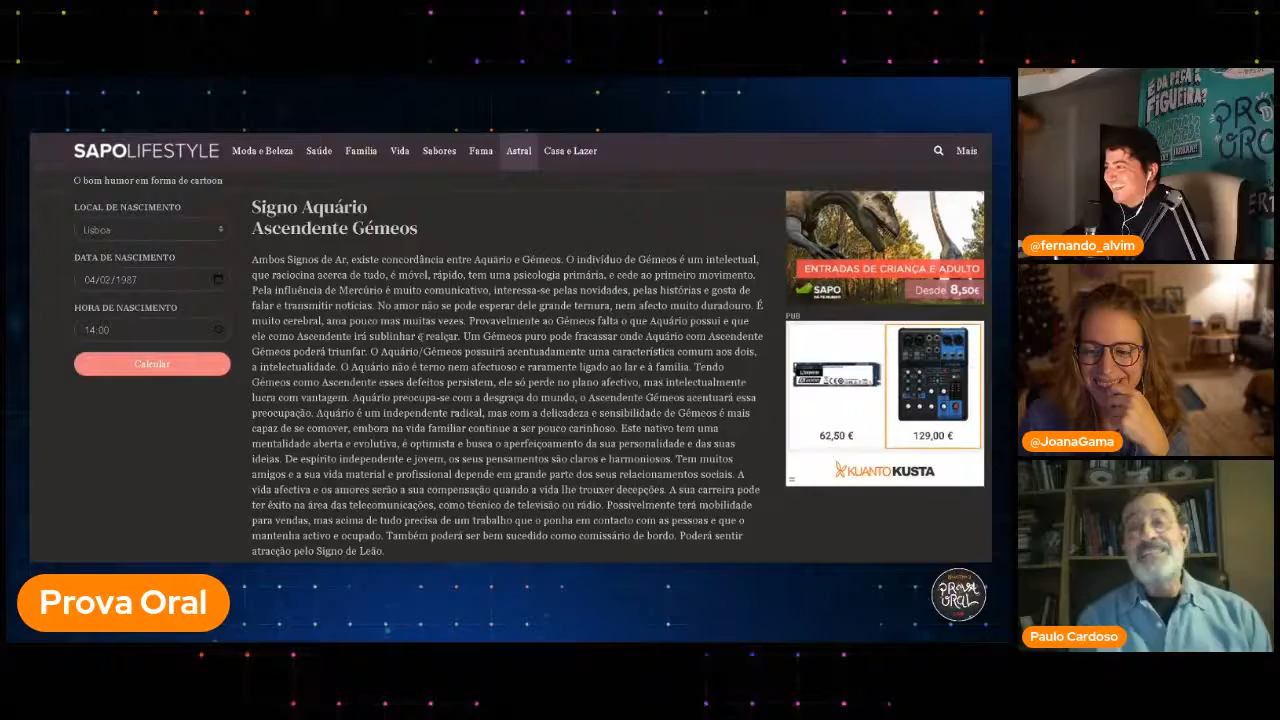 SAPOLIFESTYLE
Moda e Beleza Saúde Família Vida Sabores Fama Astral Casa e Lazer Mais
O bom humor em forma de cartoon
LOCAL DE NASCIMENTO
Lisboa
DATA DE NASCIMENTO
04/02/1987
HORA DE NASCIMENTO
14:00
Calcular
Signo Aquário
Ascendente Gémeos
Ambos Signos de Ar, existe concordância entre Aquário e Gémeos. O indivíduo de Gémeos é um intelectual,
que raciocina acerca de tudo, é móvel, rápido, tem uma psicologia primária, e cede ao primeiro movimento.
Pela influência de Mercúrio é muito comunicativo, interessa-se pelas novidades, pelas histórias e gosta de
falar e transmitir notícias. No amor não se pode esperar dele grande ternura, nem afecto muito duradouro. É
muito cerebral, ama pouco mas muitas vezes. Provavelmente ao Gémeos falta o que Aquário possui e que
ele como Ascendente irá sublinhar e realçar. Um Gémeos puro pode fracassar onde Aquário com Ascendente
Gémeos poderá triunfar. O Aquário/Gémeos possuirá acentuadamente uma característica comum aos dois,
a intelectualidade. O Aquário não é terno nem afectuoso e raramente ligado ao lar e à família. Tendo
Gémeos como Ascendente esses defeitos persistem, ele só perde no plano afectivo, mas intelectualmente
lucra com vantagem. Aquário preocupa-se com a desgraça do mundo, o Ascendente Gémeos acentuará essa
preocupação. Aquário é um independente radical, mas com a delicadeza e sensibilidade de Gémeos é mais
capaz de se comover, embora na vida familiar continue a ser pouco carinhoso. Este nativo tem uma
mentalidade aberta e evolutiva, é optimista e busca o aperfeiçoamento da sua personalidade e das suas
ideias. De espírito independente e jovem, os seus pensamentos são claros e harmoniosos. Tem muitos
amigos e a sua vida material e profissional depende em grande parte dos seus relacionamentos sociais. A
vida afectiva e os amores serão a sua compensação quando a vida lhe trouxer decepções. A sua carreira pode
ter êxito na área das telecomunicações, como técnico de televisão ou rádio. Possivelmente terá mobilidade
para vendas, mas acima de tudo precisa de um trabalho que o ponha em contacto com as pessoas e que o
mantenha activo e ocupado. Também poderá ser bem sucedido como comissário de bordo. Poderá sentir
atracção pelo Signo de Leão.
ENTRADAS DE CRIANÇA E ADULTO
SAPO
Desde 8,50€
PUB
62,50 €
129,00 €
KUANTO KUSTA
É DA PEÇA À
FIGUEIRA?
PROVA
ORAL
@fernando_alvim
@JoanaGama
Paulo Cardoso
Prova Oral
PROVA
ORAL